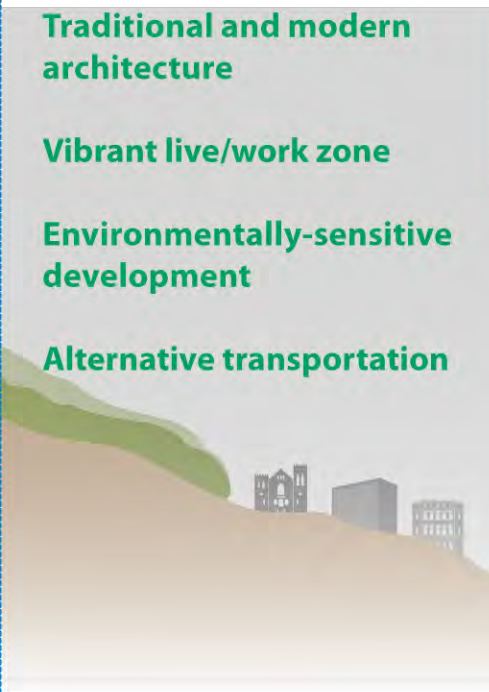 Traditional and modern
architecture
Vibrant live/work zone
Environmentally-sensitive
development
Alternative transportation